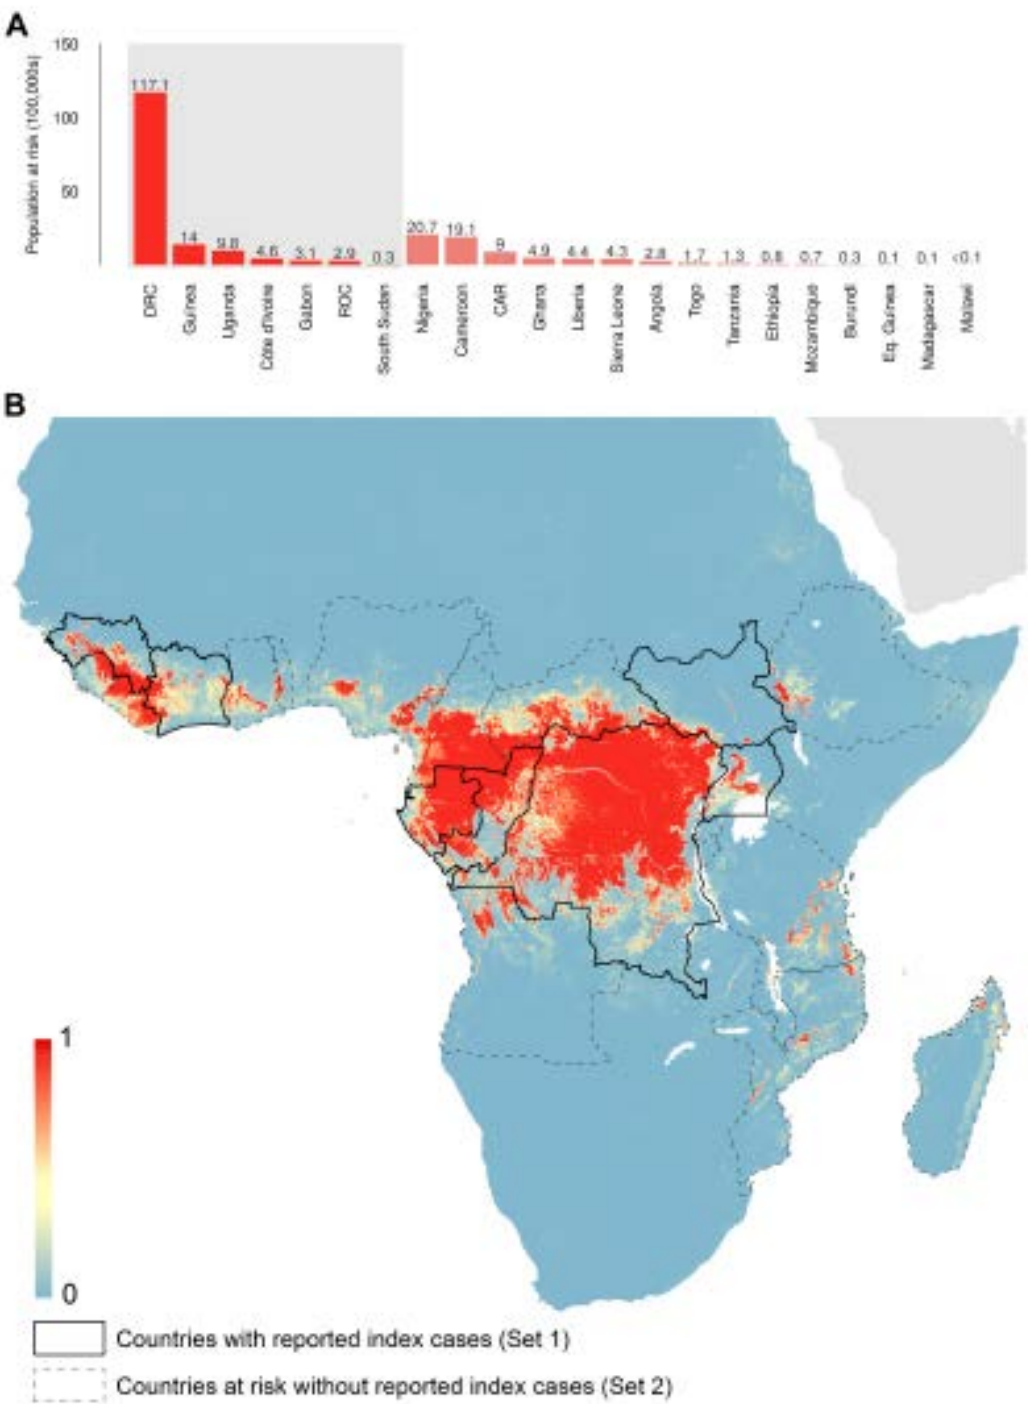 A
Population at risk (100,000s)
150
100
50
117.1
14
9.8
4.6
3.1
2.9
0.3
20.7
19.1
9
4.9
4.4
4.3
2.8
1.7
1.3
0.8
0.7
0.3
0.1
0.1
<0.1
DRC
Guinea
Uganda
Côte d'Ivoire
Gabon
ROC
South Sudan
Nigeria
Cameroon
CAR
Ghana
Liberia
Sierra Leone
Angola
Togo
Tanzania
Ethiopia
Mozambique
Burundi
Eq. Guinea
Madagascar
Malawi
B
1
0
Countries with reported index cases (Set 1)
Countries at risk without reported index cases (Set 2)